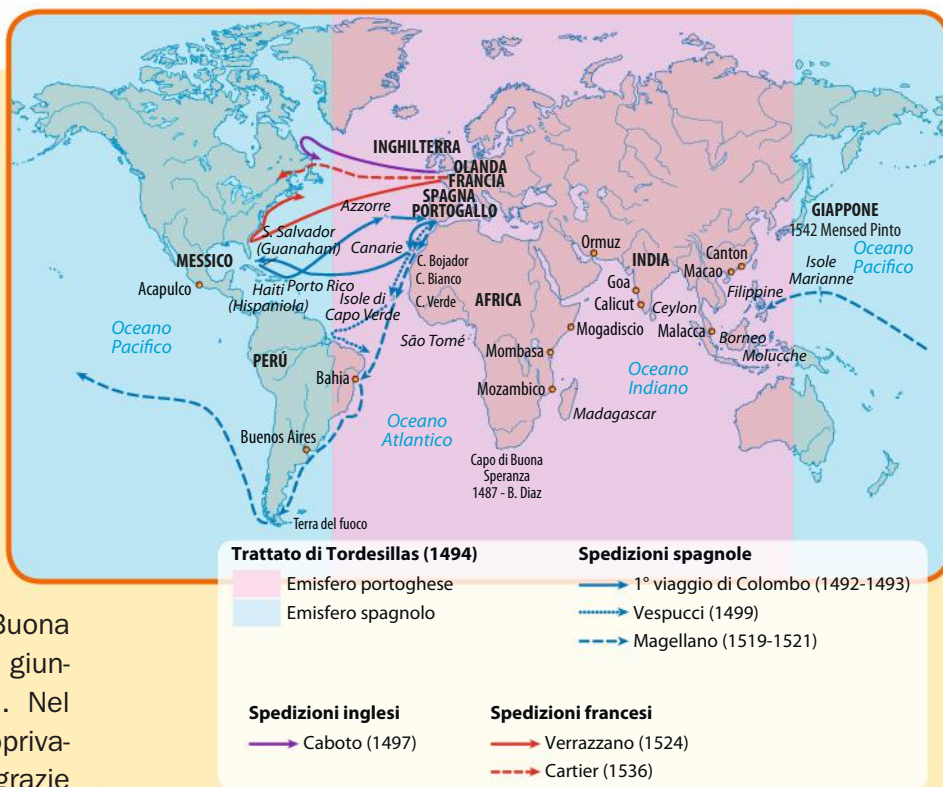 INGHILTERRA
OLANDA
FRANCIA
SPAGNA
PORTOGALLO
Azzorre
S. Salvador
(Guanahani)
Canarie
MESSICO
Acapulco
Haiti
(Hispaniola)
Porto Rico
Isole di
Capo Verde
C. Bojador
C. Bianco
C. Verde
AFRICA
São Tomé
Ormuz
INDIA
Goa
Calicut
Ceylon
Mogadiscio
Mombasa
Mozambico
Madagascar
Canton
Macao
Filippine
Malacca
Borneo
Molucche
GIAPPONE
1542 Mensed Pinto
Oceano
Pacifico
Isole
Marianne
Oceano
Pacifico
PERÚ
Bahia
Buenos Aires
Oceano
Atlantico
Oceano
Indiano
Capo di Buona
Speranza
1487 - B. Diaz
Terra del fuoco
Trattato di Tordesillas (1494)
Emisfero portoghese
Emisfero spagnolo
Spedizioni spagnole
1° viaggio di Colombo (1492-1493)
Vespucci (1499)
Magellano (1519-1521)
Spedizioni inglesi
Caboto (1497)
Spedizioni francesi
Verrazzano (1524)
Cartier (1536)
Buona
giun-
. Nel
opriva-
grazie